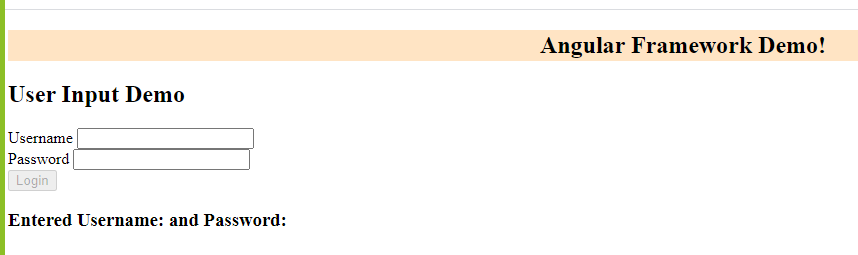 Angular Framework Demo!
User Input Demo
Username
Password
Login
Entered Username: and Password: